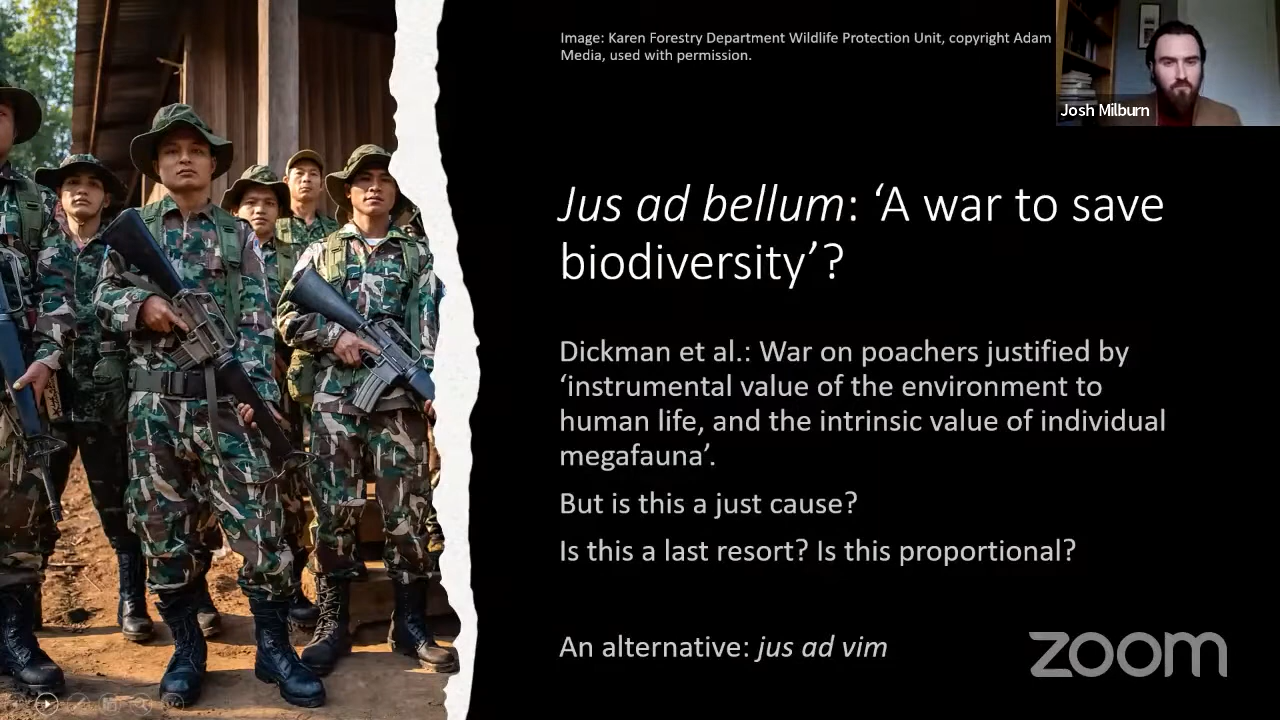 Image: Karen Forestry Department Wildlife Protection Unit, copyright Adam
Media, used with permission.
Josh Milburn
Jus ad bellum: ‘A war to save
biodiversity’?
Dickman et al.: War on poachers justified by
‘instrumental value of the environment to
human life, and the intrinsic value of individual
megafauna’.
But is this a just cause?
Is this a last resort? Is this proportional?
An alternative: jus ad vim
zoom